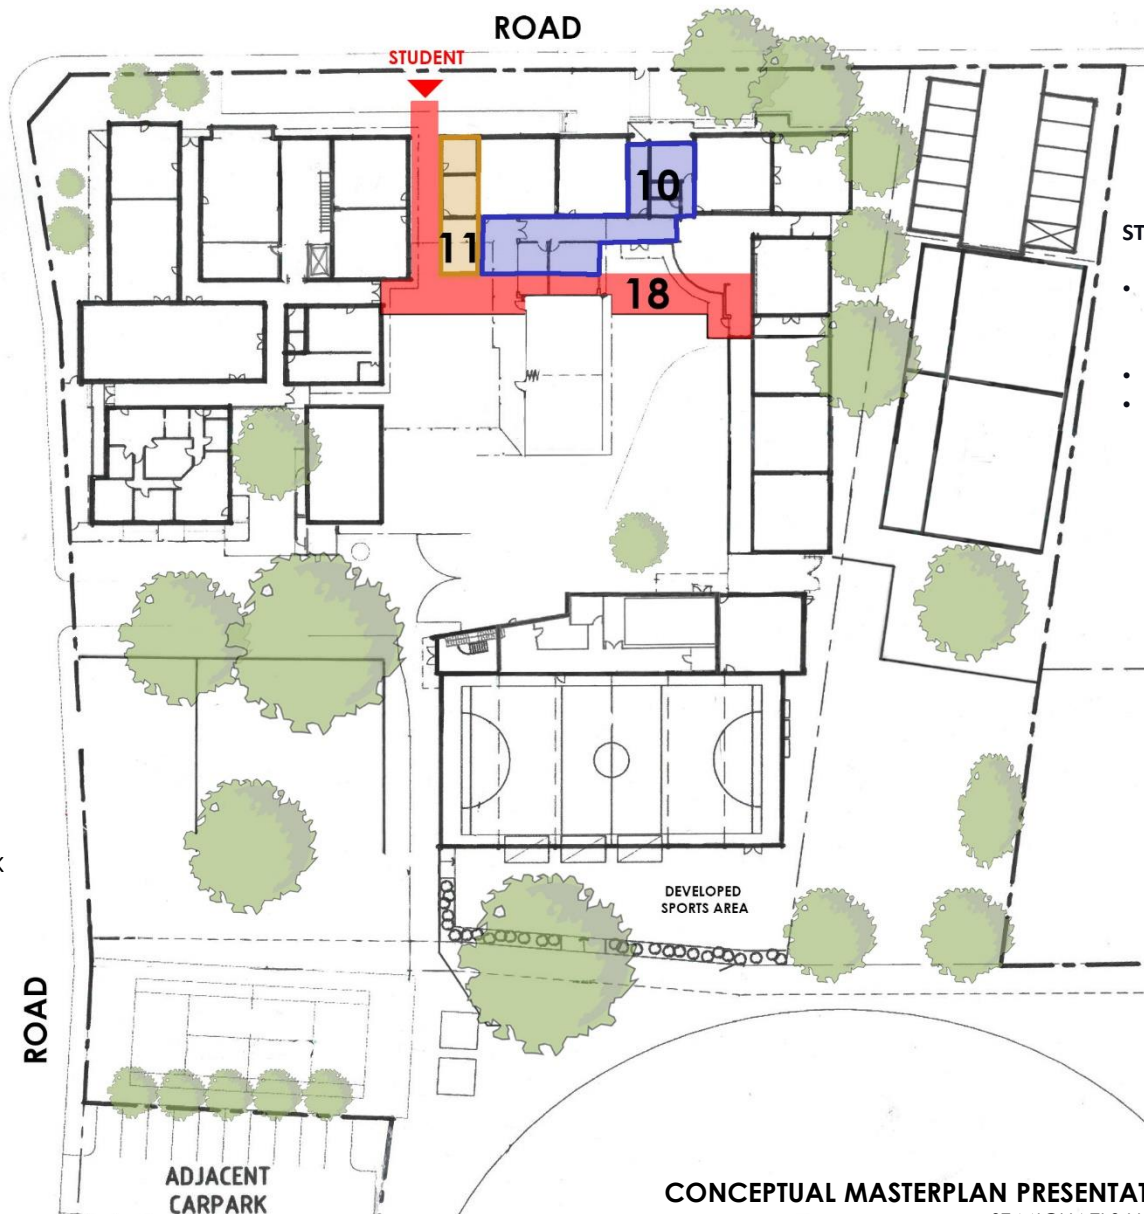 ROAD
STUDENT
10
11
ST
18
K
DEVELOPED
SPORTS AREA
ROAD
ADJACENT
CARPARK
CONCEPTUAL MASTERPLAN PRESENTAT